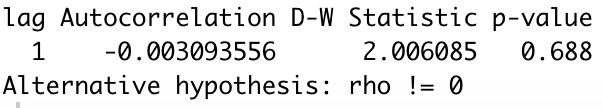 lag Autocorrelation D-W Statistic p-value
1 -0.003093556 2.006085 0.688
Alternative hypothesis: rho != 0